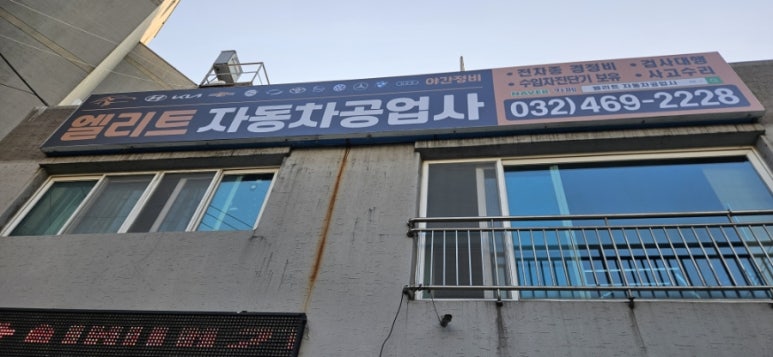 KIA
야간정비
엘리트 자동차공업사
• 전차종 경정비 • 검사대행
• 수입차진단기 보유 • 사고수리
NAVER 엘리트 자동차공업사
032)469-2228